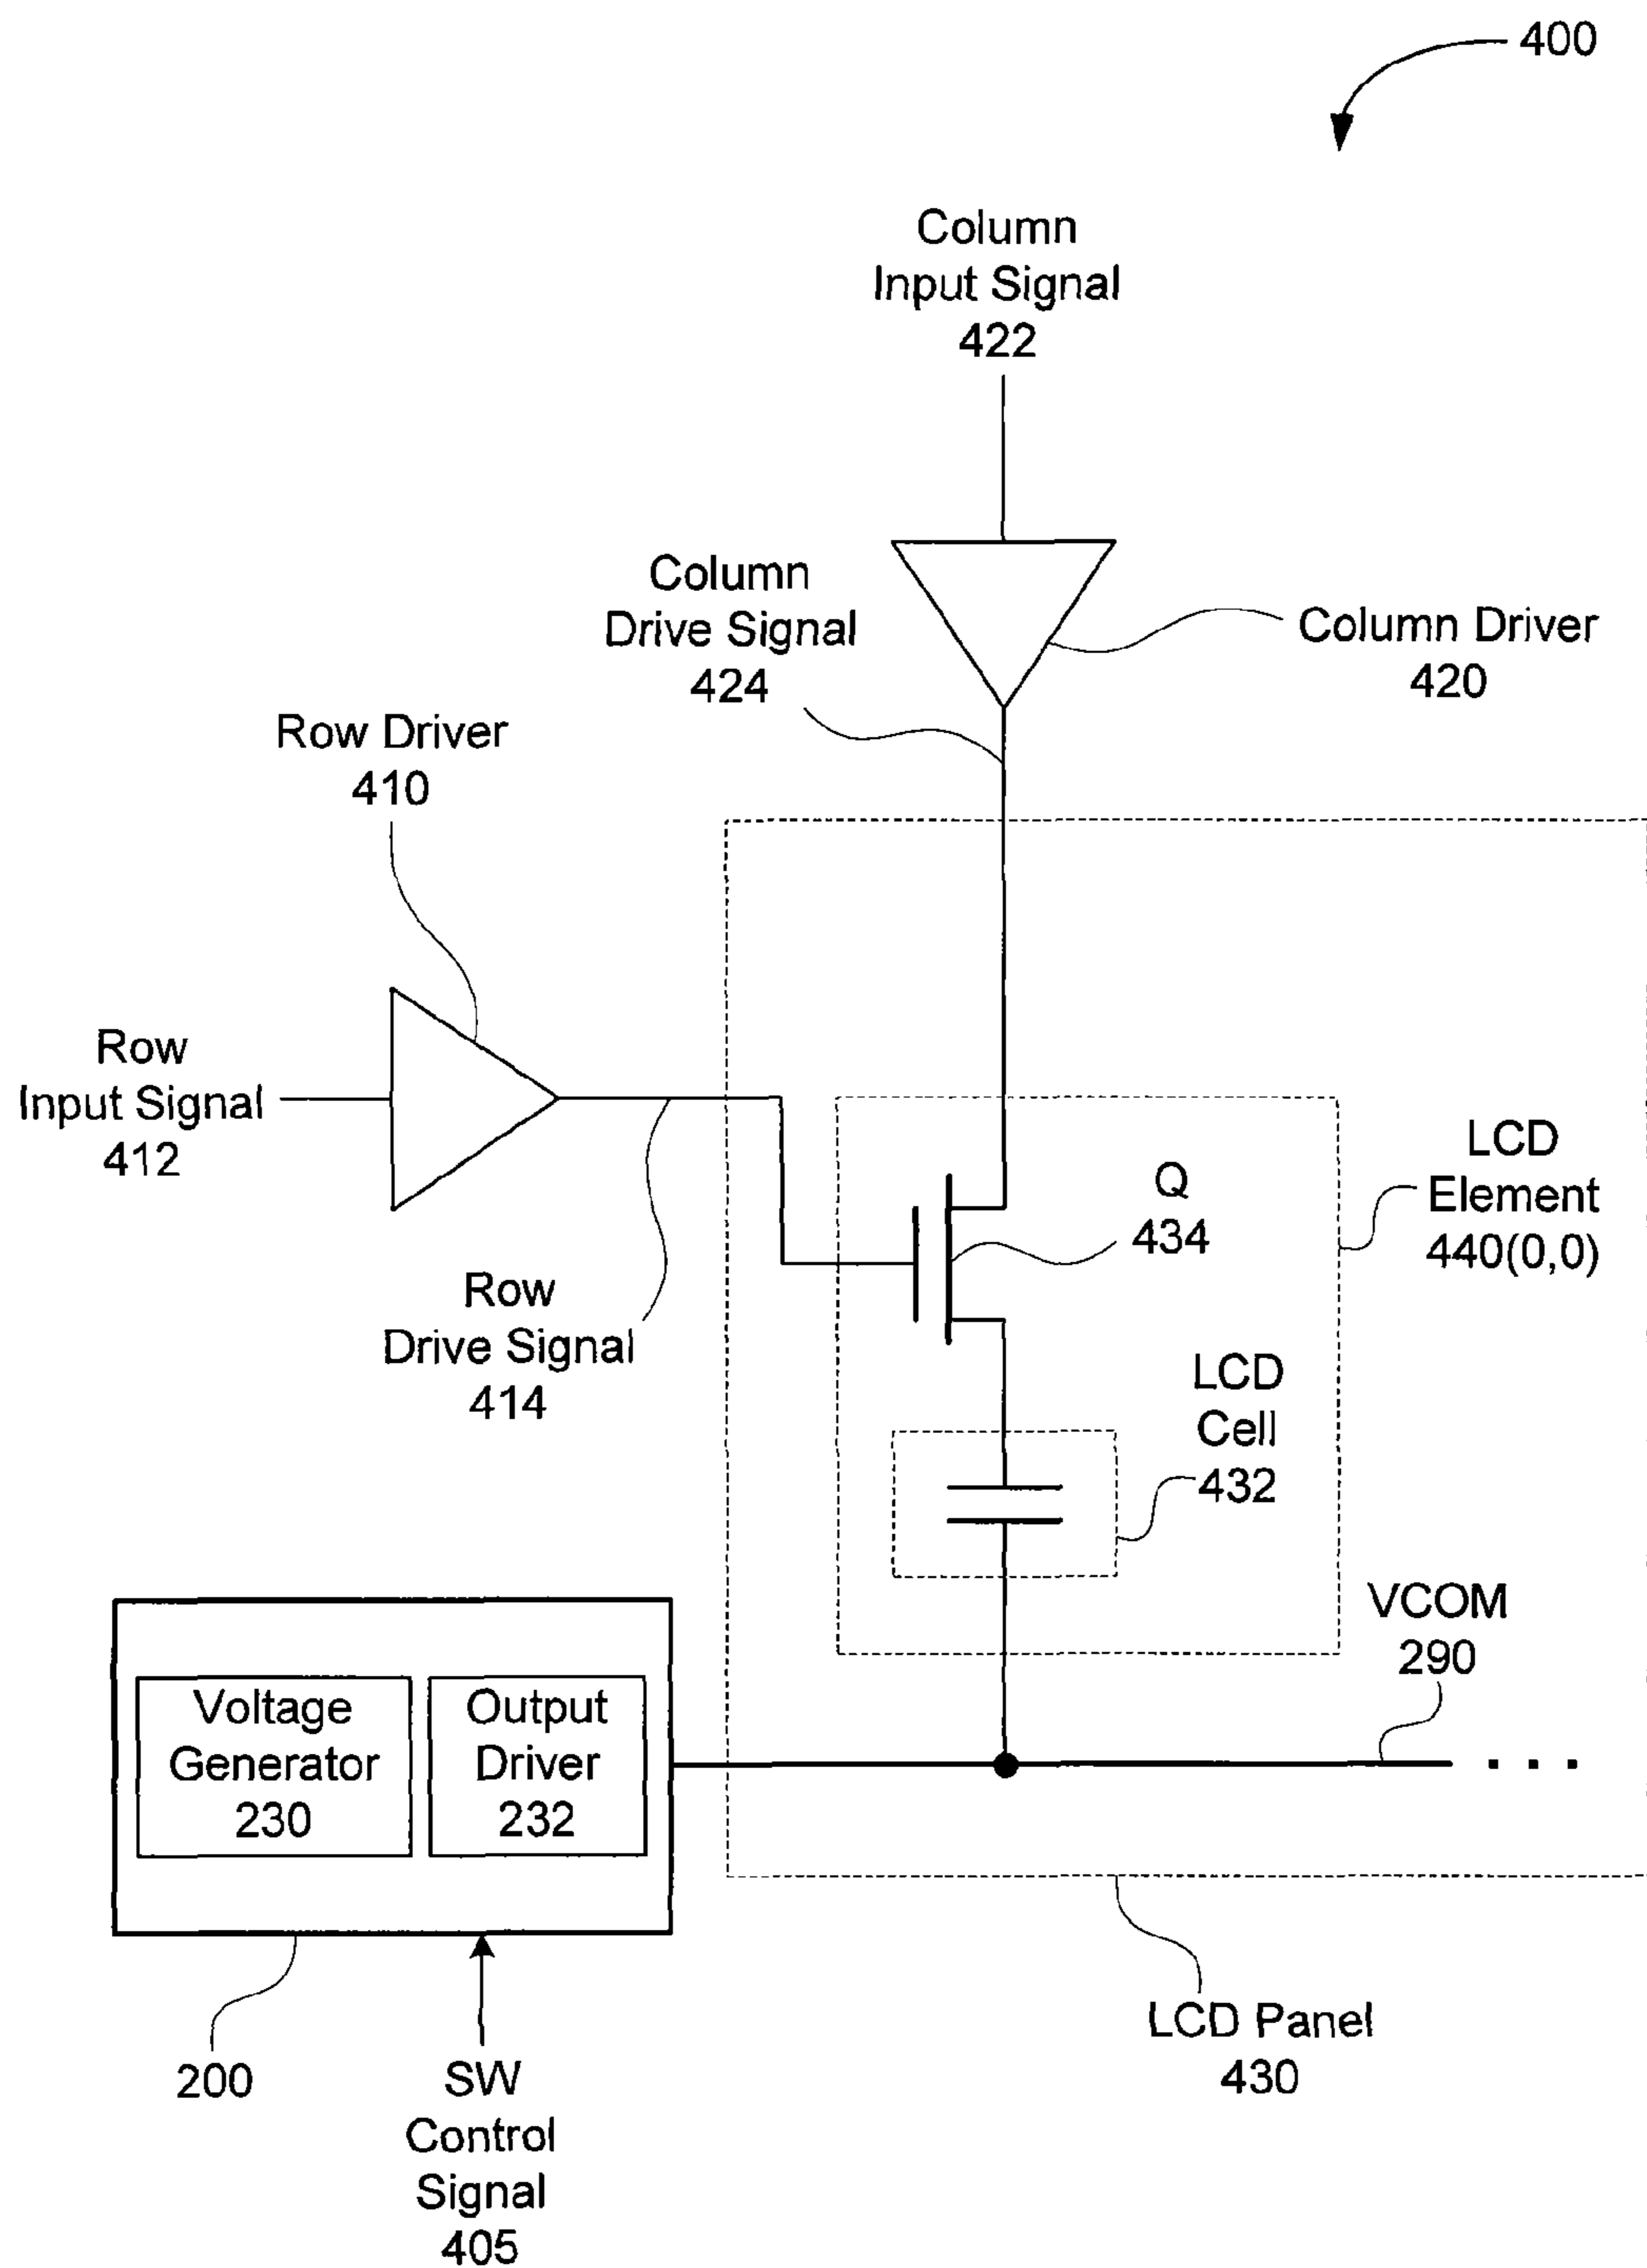 400
Column
Input Signal
422
Column
Drive Signal
424
Column Driver
420
Row Driver
410
Row
Input Signal
412
Row
Drive Signal
414
Q
434
LCD
Element
440(0,0)
LCD
Cell
432
VCOM
290
Voltage
Generator
230
Output
Driver
232
200
SW
Control
Signal
405
LCD Panel
430